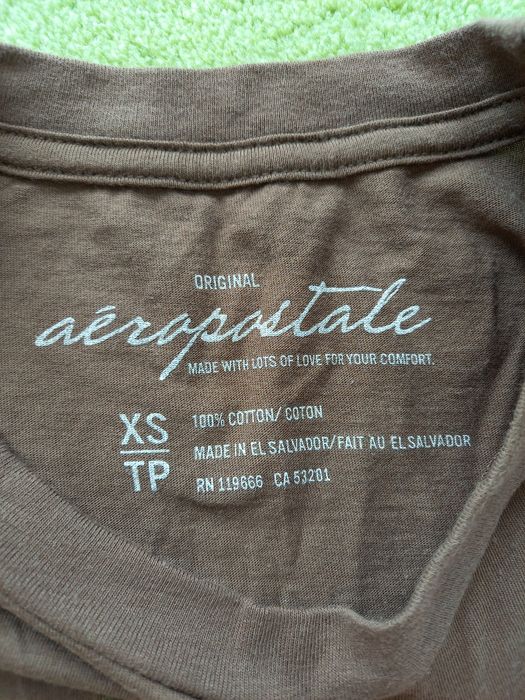 ORIGINAL
aéropostale
MADE WITH LOTS OF LOVE FOR YOUR COMFORT.
XS
TP
100% COTTON/ COTON
MADE IN EL SALVADOR/FAIT AU EL SALVADOR
RN 119666 CA 53201